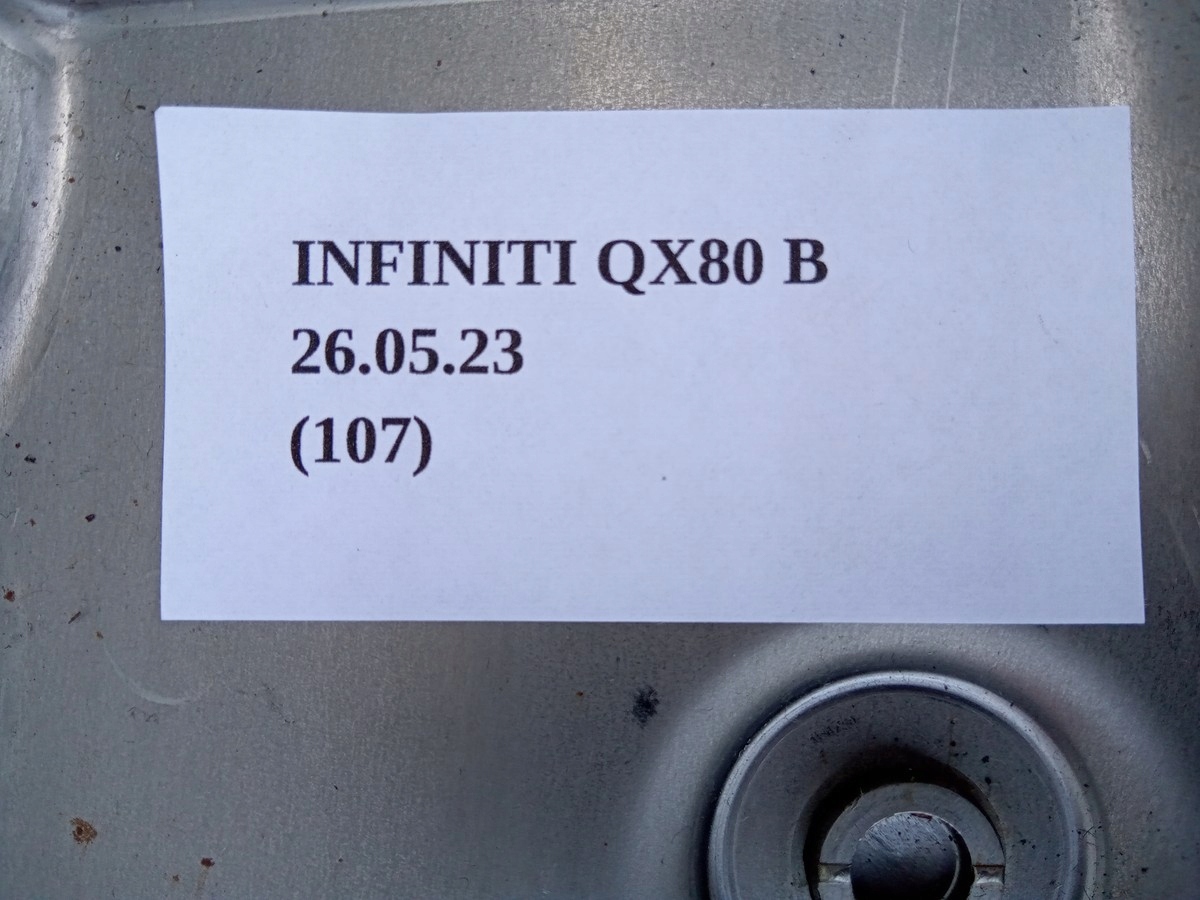 INFINITI QX80 B
26.05.23
(107)